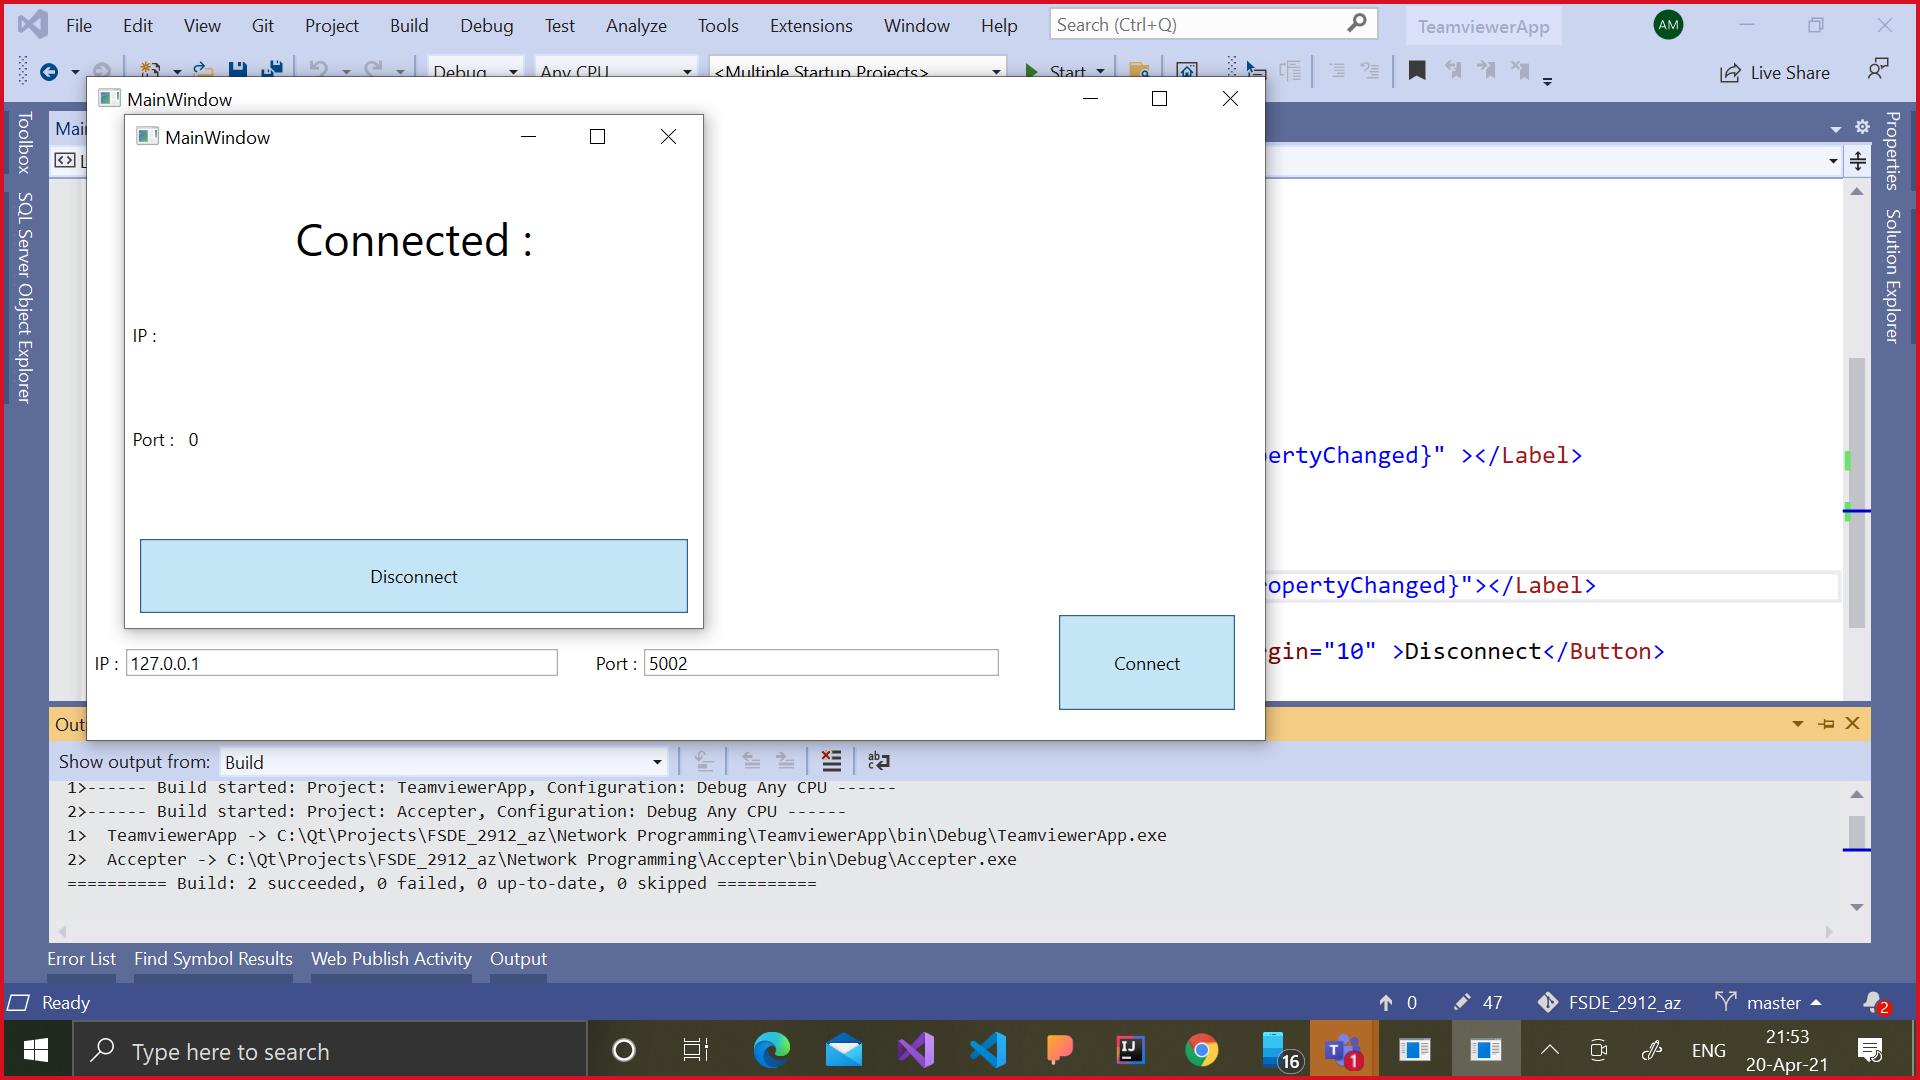 File Edit View Git Project Build Debug Test Analyze Tools Extensions Window Help Search (Ctrl+Q) TeamviewerApp AM
Debug Any CPU <Multiple Startup Projects> Start Live Share
MainWindow
MainWindow
Connected :
IP :
Port : 0
Disconnect
IP : 127.0.0.1 Port : 5002 Connect
Toolbox
SQL Server Object Explorer
Properties
Solution Explorer
ertyChanged}" ></Label>
opertyChanged}"></Label>
gin="10" >Disconnect</Button>
Show output from: Build
1>------ Build started: Project: TeamviewerApp, Configuration: Debug Any CPU ------
2>------ Build started: Project: Accepter, Configuration: Debug Any CPU ------
1>  TeamviewerApp -> C:\Qt\Projects\FSDE_2912_az\Network Programming\TeamviewerApp\bin\Debug\TeamviewerApp.exe
2>  Accepter -> C:\Qt\Projects\FSDE_2912_az\Network Programming\Accepter\bin\Debug\Accepter.exe
========== Build: 2 succeeded, 0 failed, 0 up-to-date, 0 skipped ==========
Error List Find Symbol Results Web Publish Activity Output
Ready 0 47 FSDE_2912_az master 2
Type here to search IJ 16 1 ENG 21:53
20-Apr-21